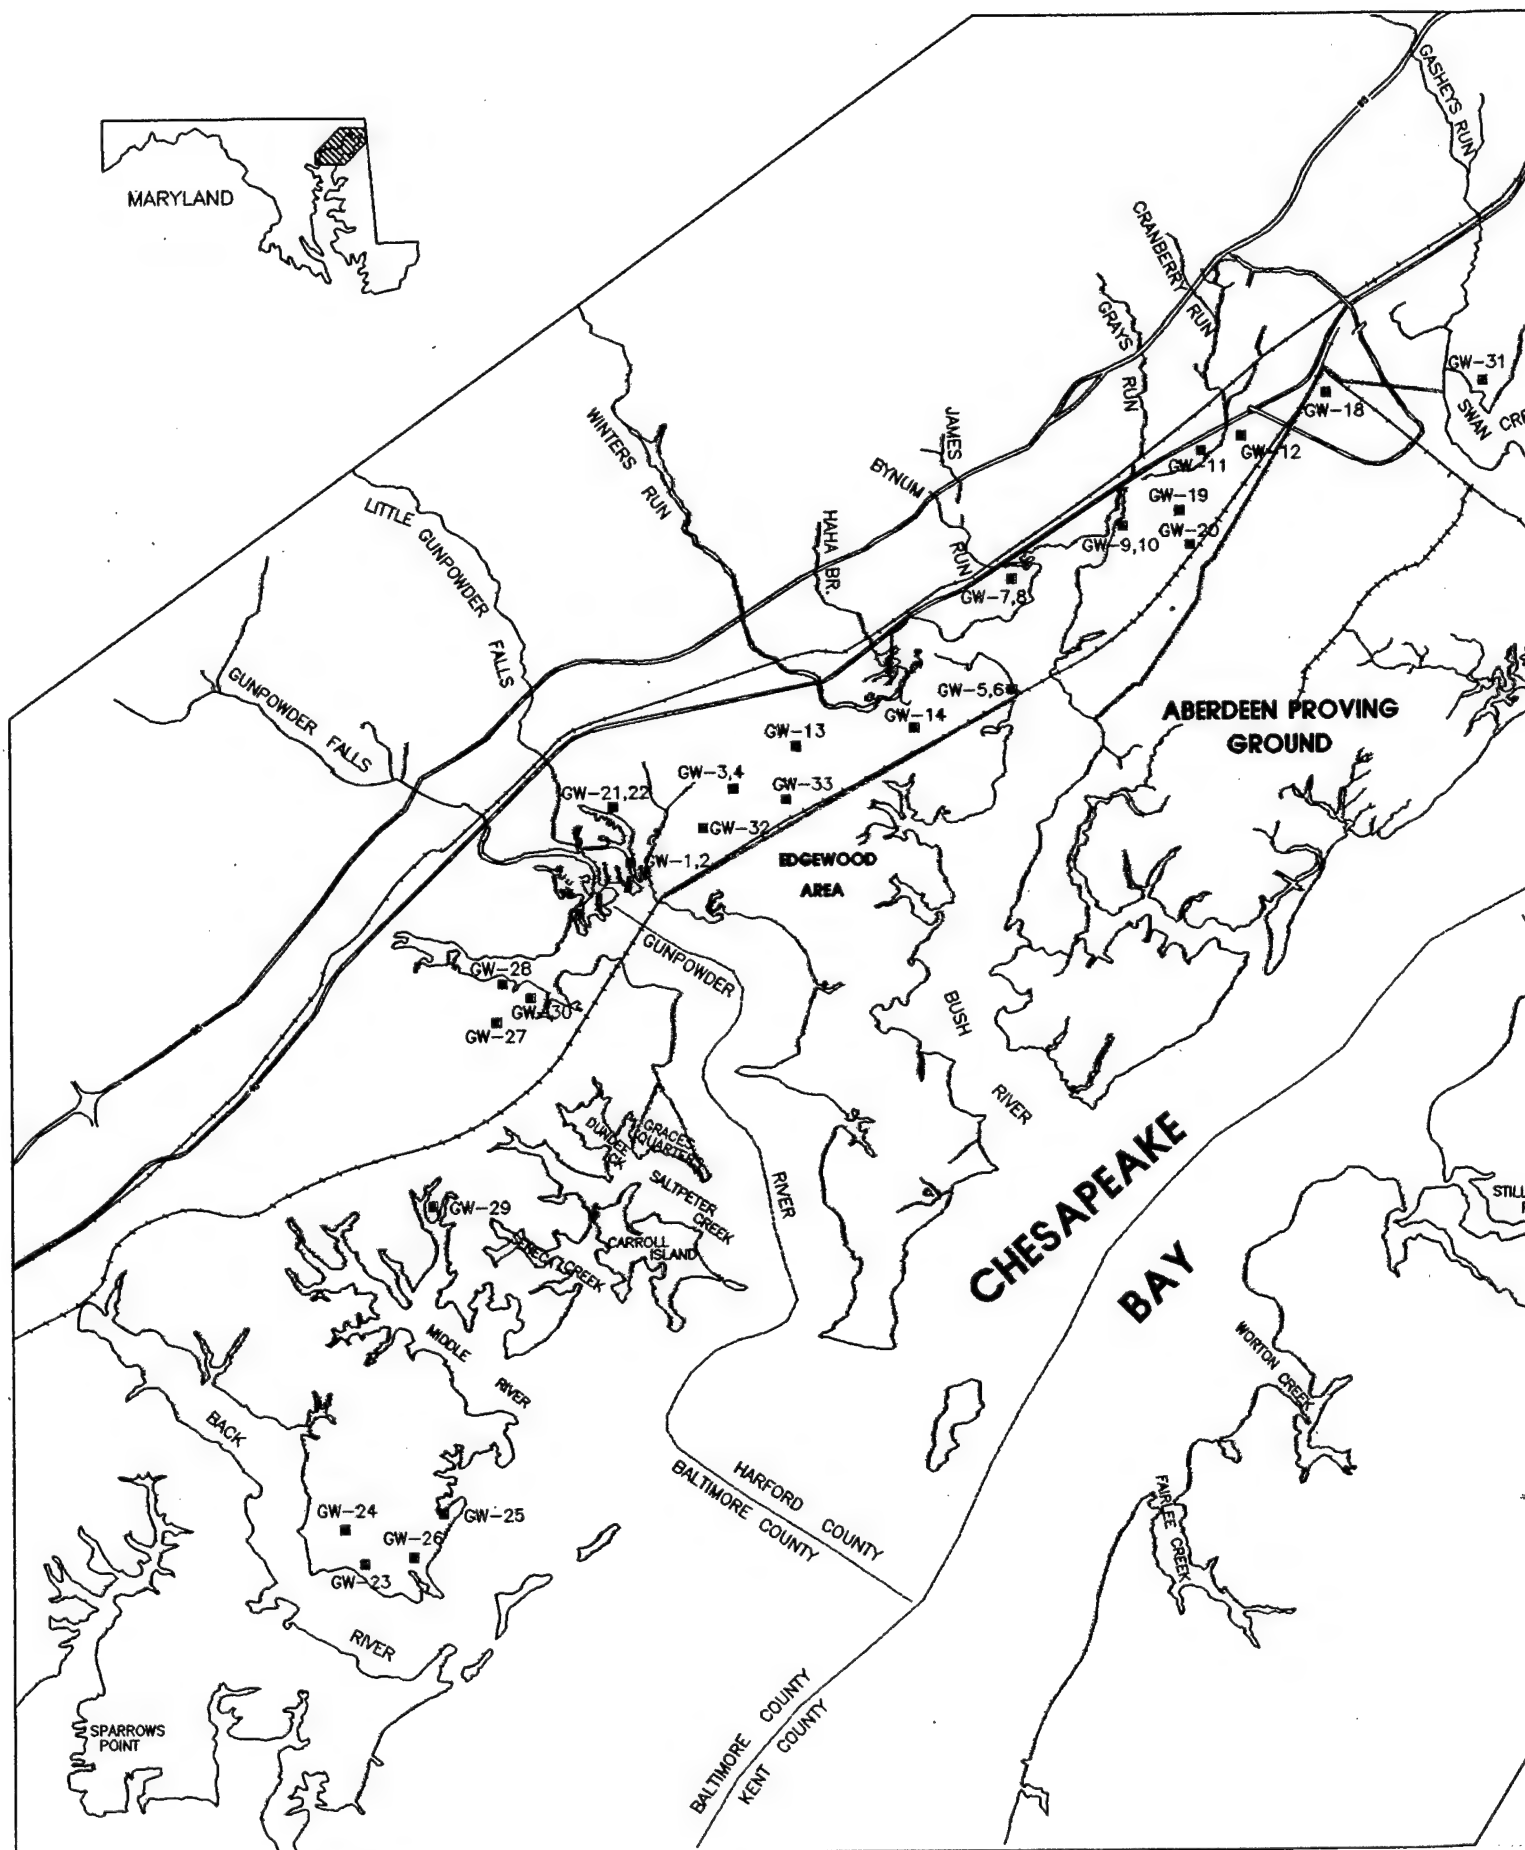 MARYLAND
GASHEYS RUN
CRANBERRY
RUN
GRAYS
RUN
GW-31
GW-18
SWAN CRE
GW-12
GW-11
JAMES
RUN
BYNUM
WINTERS
RUN
GW-19
GW-20
GW-9,10
HAHA BR.
GW-7,8
LITTLE GUNPOWDER
FALLS
GUNPOWDER
FALLS
GW-5,6
GW-14
GW-13
ABERDEEN PROVING
GROUND
GW-3,4
GW-33
GW-21,22
GW-32
GW-1,2
EDGEWOOD
AREA
GUNPOWDER
RIVER
GW-28
GW-30
GW-27
BUSH
RIVER
DUNDEE
CK
GRACES
QUARTERS
SALTPETER
CREEK
CARROLL
ISLAND
SENECA CREEK
GW-29
CHESAPEAKE
BAY
STILL
MIDDLE
RIVER
WORTON CREEK
BACK
RIVER
HARFORD COUNTY
BALTIMORE COUNTY
FAIRLEE CREEK
GW-24
GW-25
GW-26
GW-23
SPARROWS
POINT
BALTIMORE COUNTY
KENT COUNTY